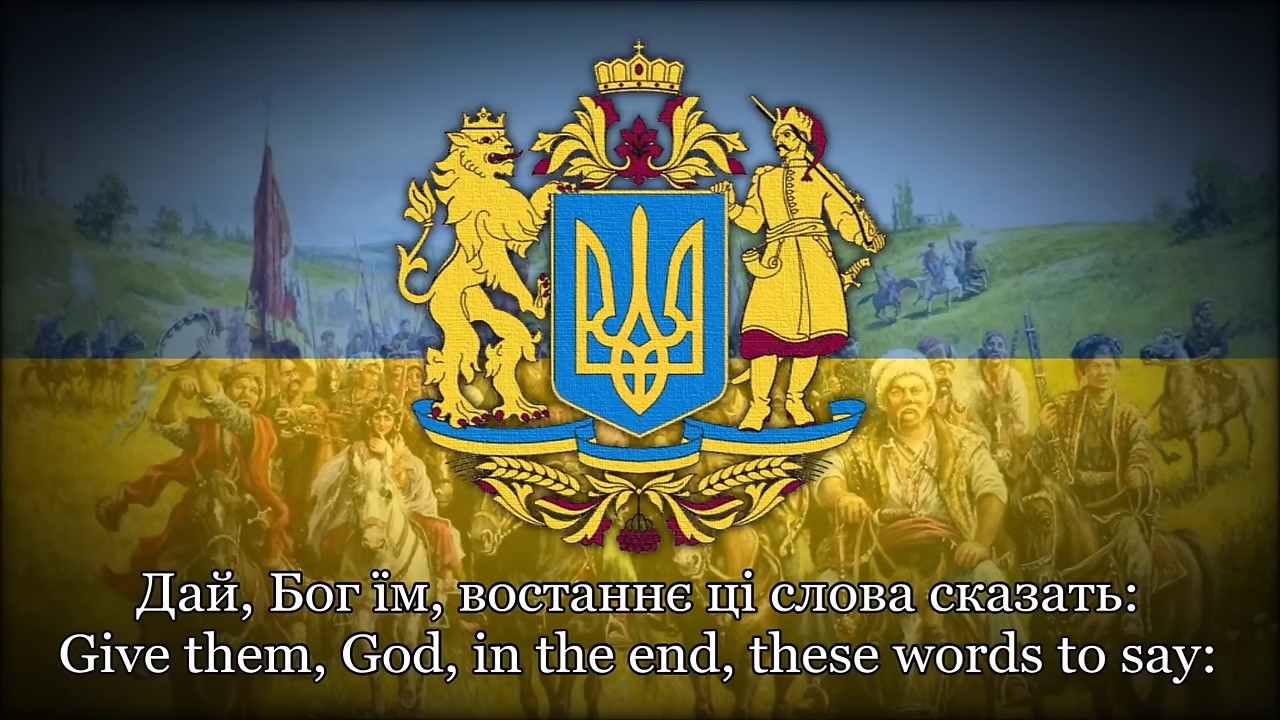 Дай, Бог їм, востаннє ці слова сказать:
Give them, God, in the end, these words to say: